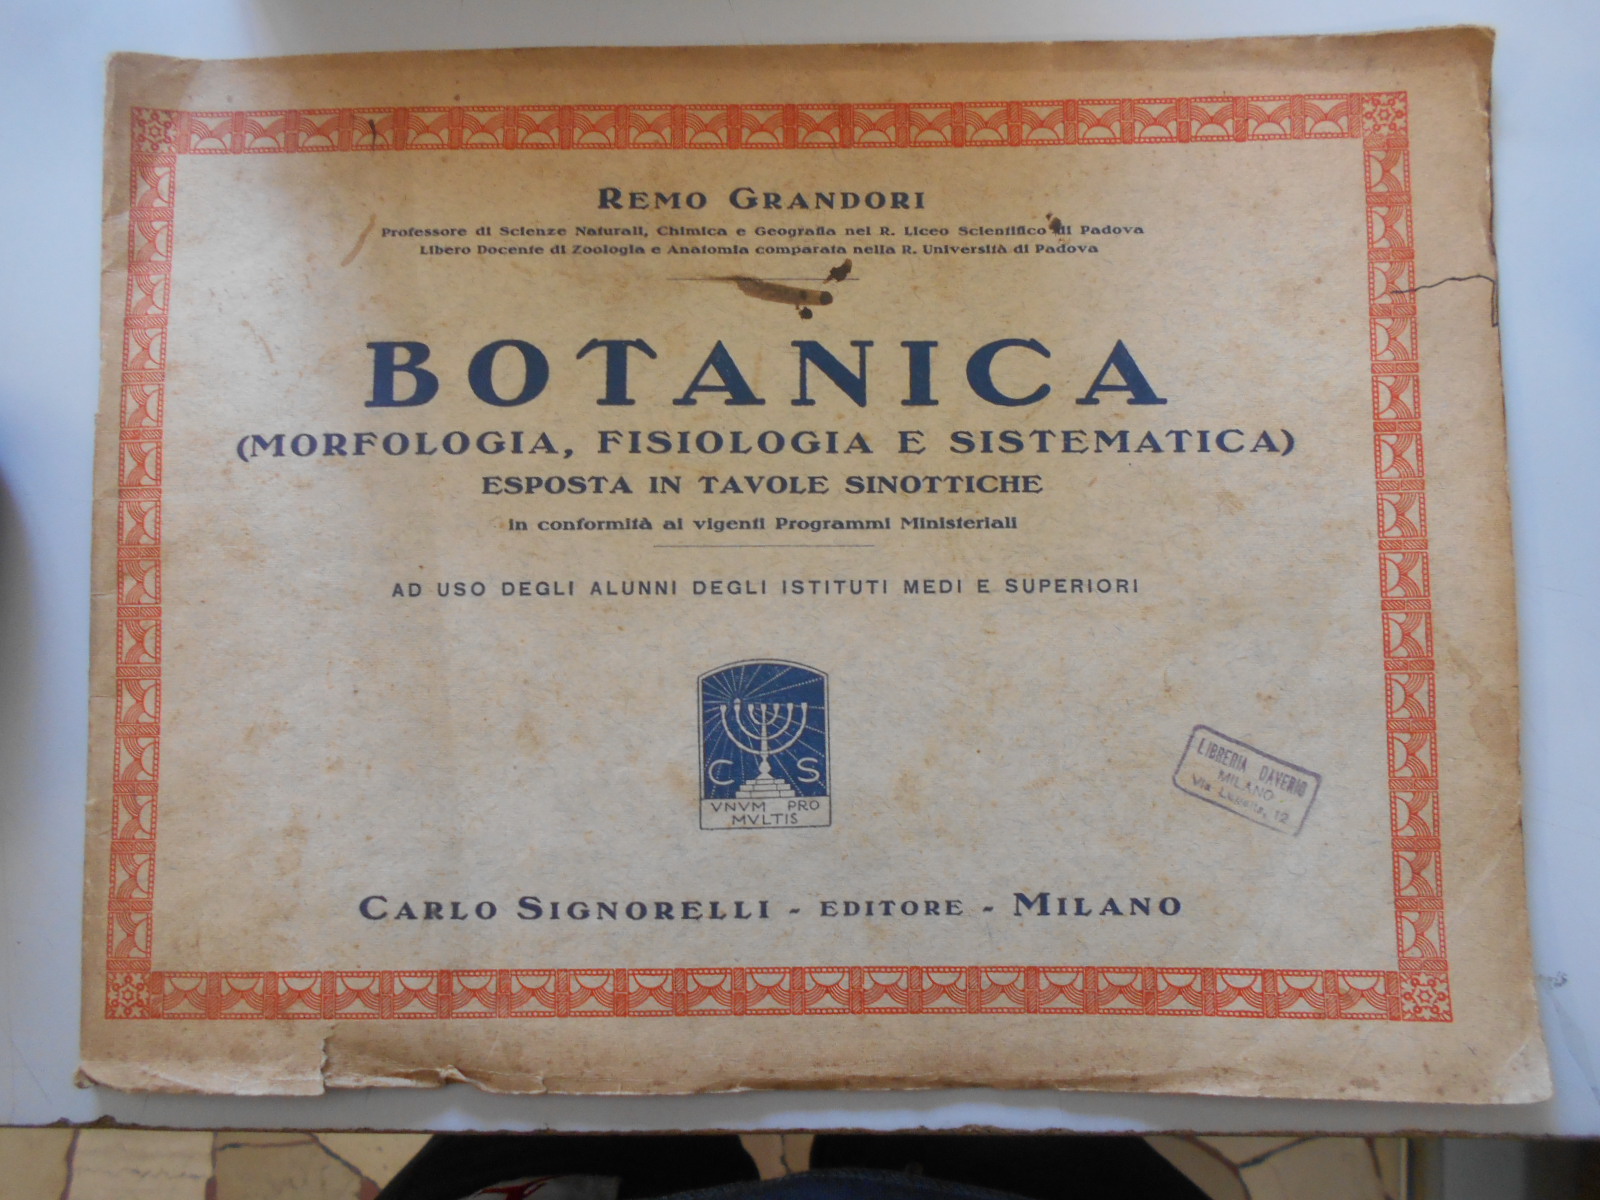 REMO GRANDORI
Professore di Scienze Naturali, Chimica e Geografia nel R. Liceo Scientifico di Padova
Libero Docente di Zoologia e Anatomia comparata nella R. Università di Padova
BOTANICA
(MORFOLOGIA, FISIOLOGIA E SISTEMATICA)
ESPOSTA IN TAVOLE SINOTTICHE
in conformità ai vigenti Programmi Ministeriali
AD USO DEGLI ALUNNI DEGLI ISTITUTI MEDI E SUPERIORI
C S
VNVM PRO
MVLTIS
LIBRERIA DAVERIO
MILANO
Via 12
CARLO SIGNORELLI - EDITORE - MILANO